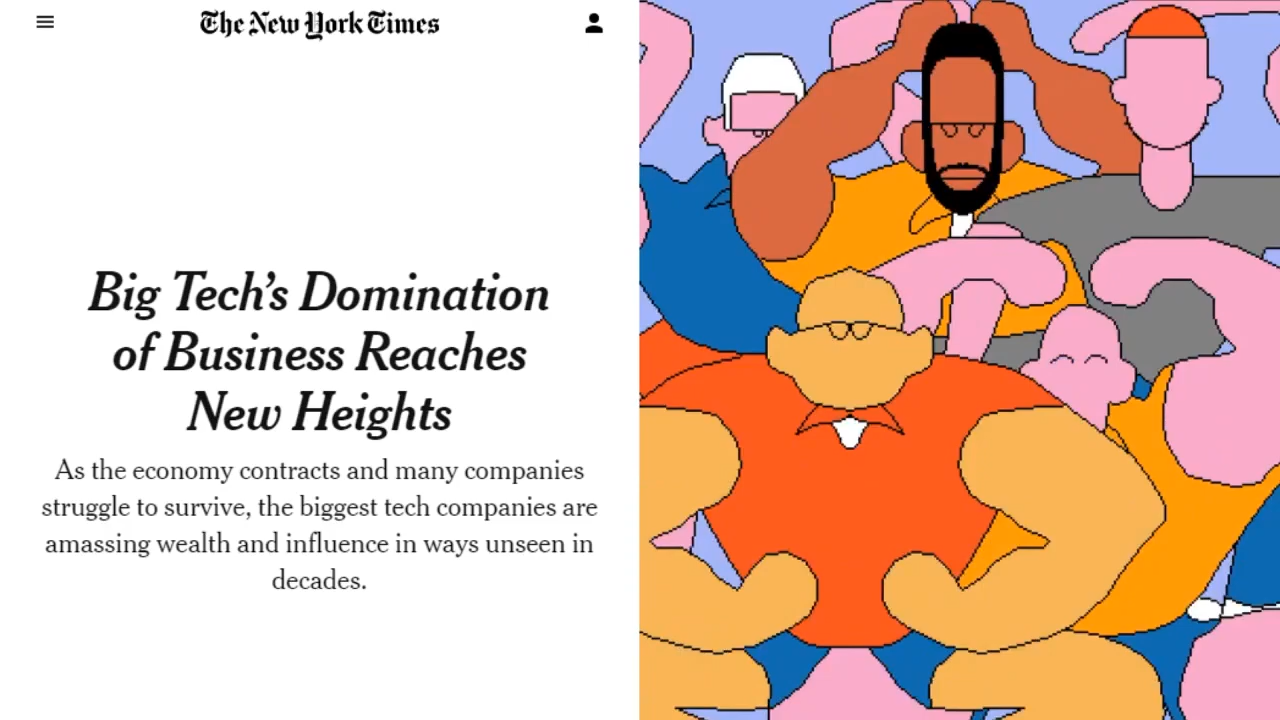 The New York Times
Big Tech’s Domination
of Business Reaches
New Heights
As the economy contracts and many companies
struggle to survive, the biggest tech companies are
amassing wealth and influence in ways unseen in
decades.